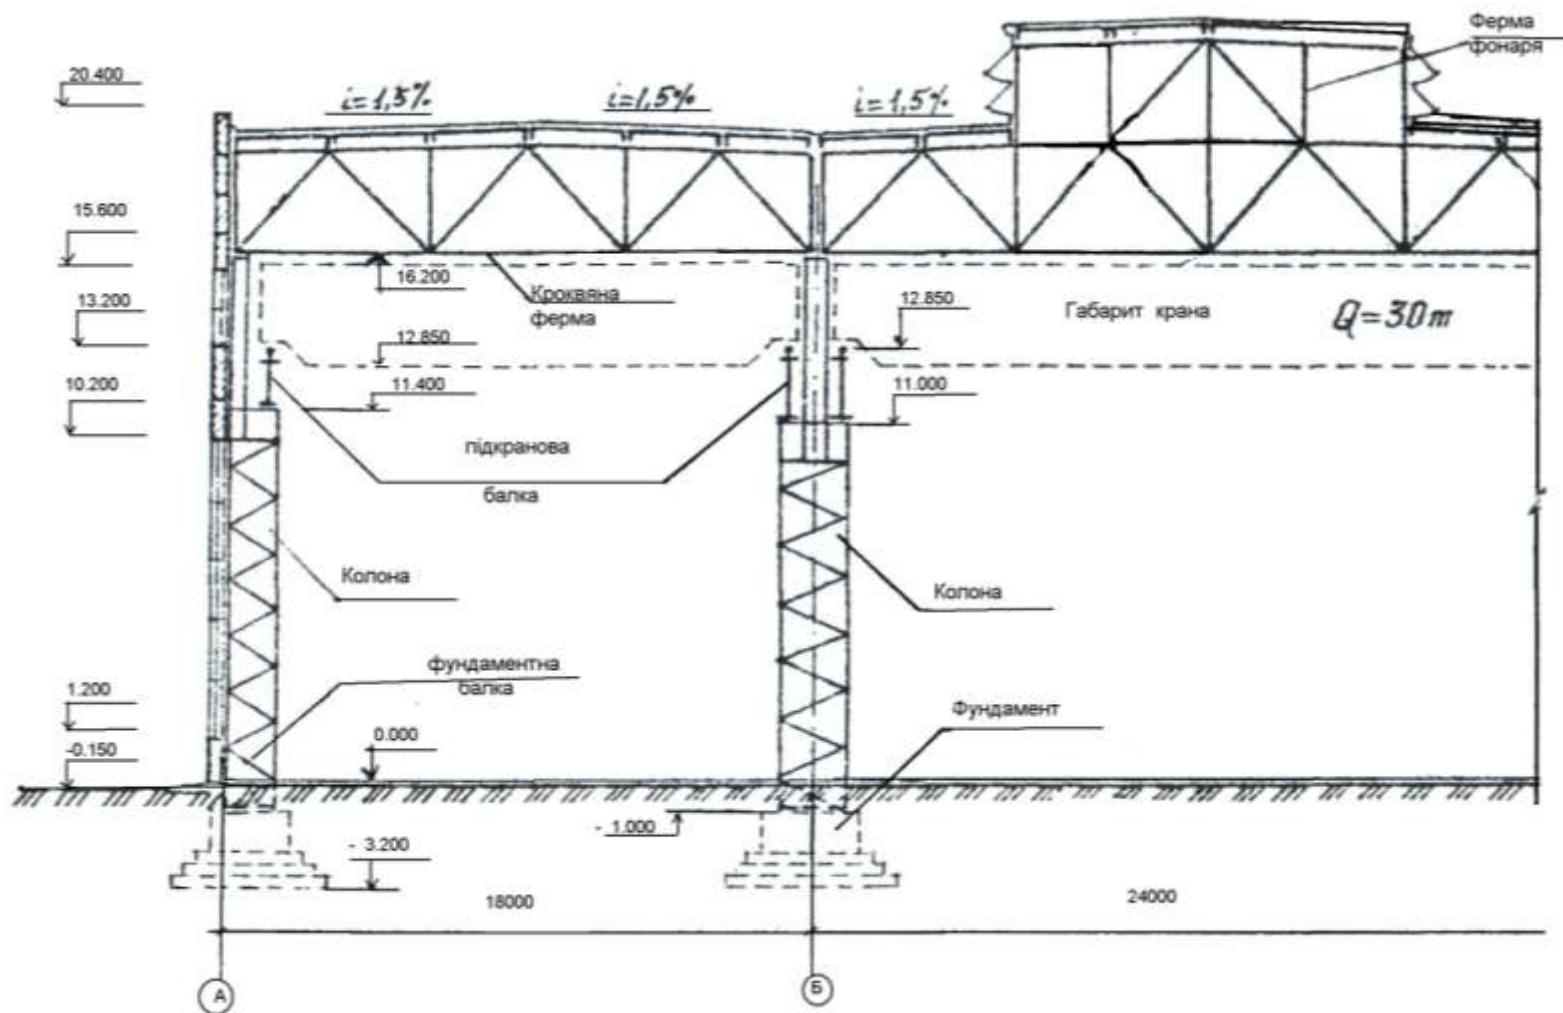 Ферма
фонаря
20.400
i=1,5%
i=1,5%
i=1,5%
15.600
16.200
Кроквяна
ферма
13.200
12.850
12.850
Габарит крана
Q=30т
10.200
11.400
11.000
підкранова
балка
Колона
Колона
фундаментна
балка
1.200
Фундамент
-0.150
0.000
- 1.000
- 3.200
18000
24000
А
Б